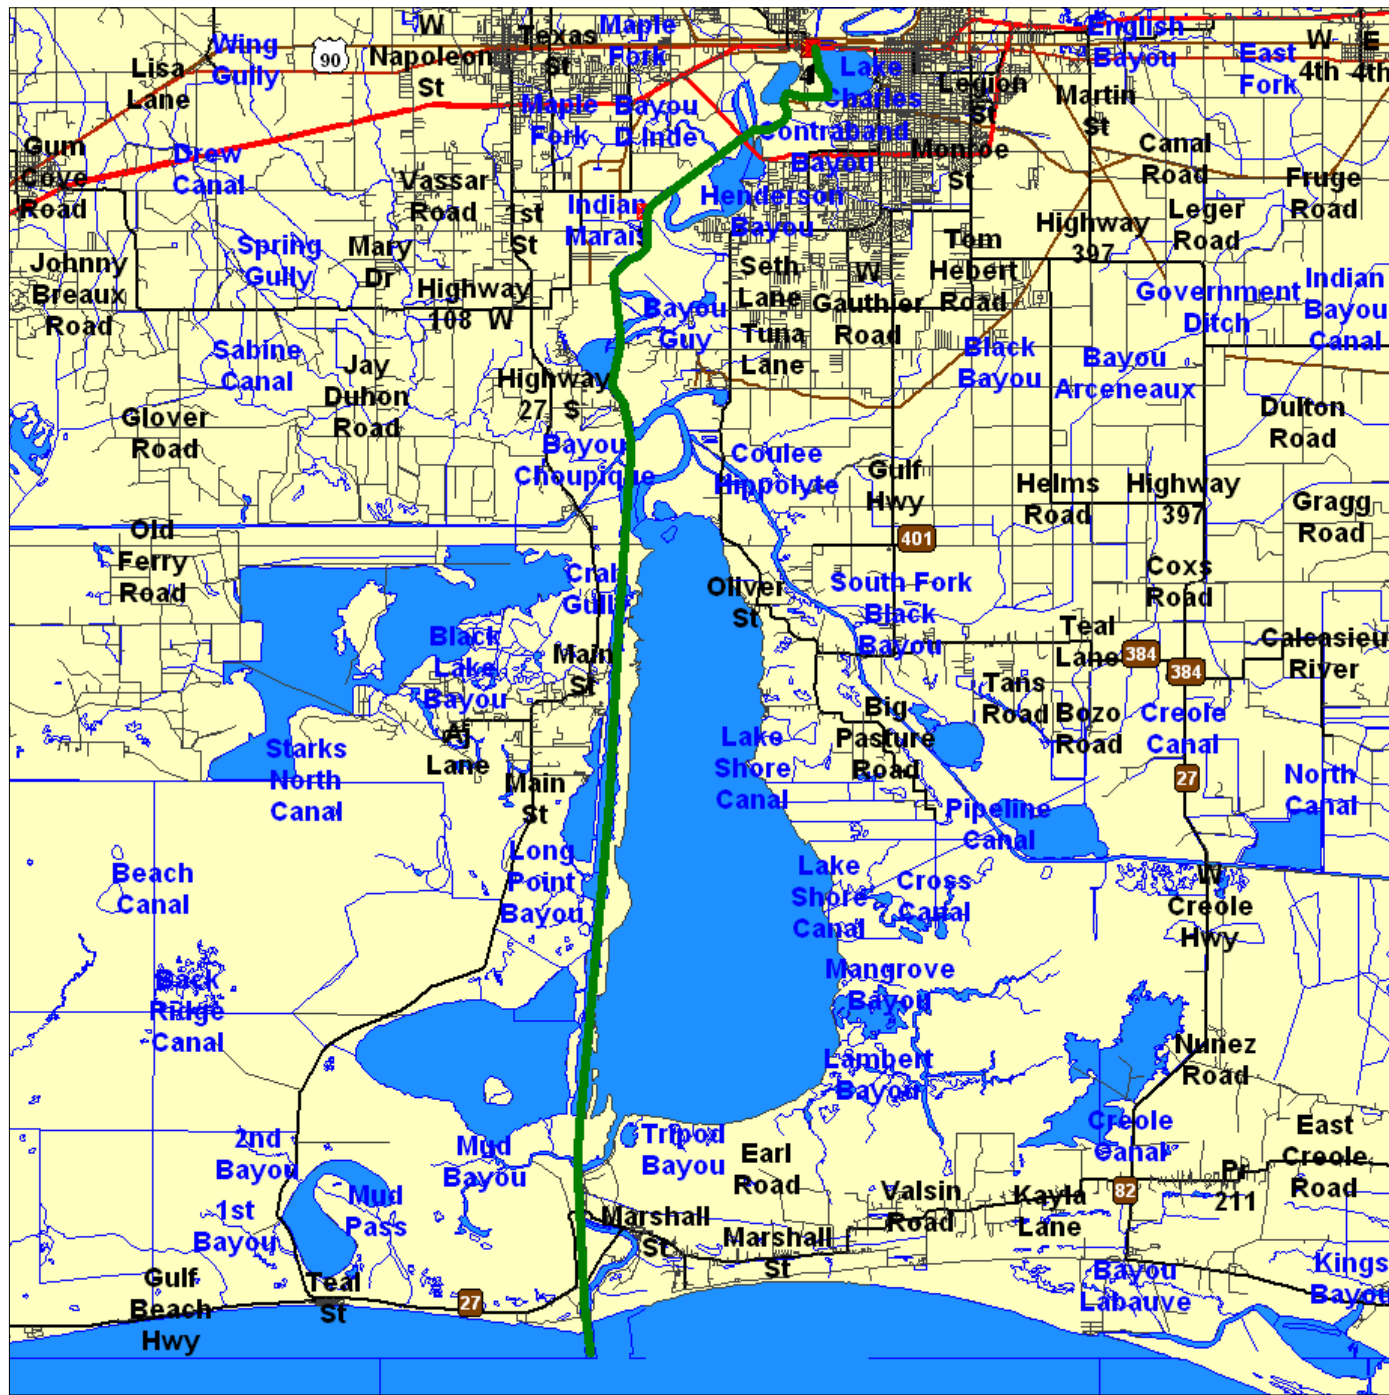 Wing
Gully
90
W
Napoleon
St
Texas
St
Maple
Fork
English
Bayou
East
Fork
W
4th
E
4th
Lisa
Lane
Lake
Charles
Legion
St
Martin
St
Maple
Fork
Bayou
D Inde
Contraband
Bayou
Monroe
St
Canal
Road
Gum
Cove
Road
Drew
Canal
Vassar
Road
1st
St
Indian
Marais
Henderson
Bayou
Fruge
Road
Leger
Road
Highway
397
Johnny
Breaux
Road
Spring
Gully
Mary
Dr
Highway
108 W
Seth
Lane
W
Gauthier
Road
Tom
Hebert
Road
Government
Ditch
Indian
Bayou
Canal
Bayou
Guy
Tuna
Lane
Black
Bayou
Bayou
Arceneaux
Sabine
Canal
Jay
Duhon
Road
Highway
27
S
Glover
Road
Dulton
Road
Bayou
Choupique
Coulee
Hippolyte
Gulf
Hwy
Helms
Road
Highway
397
Gragg
Road
401
Old
Ferry
Road
Crab
Gully
Oliver
St
South Fork
Black
Bayou
Coxs
Road
Teal
Lane
384
384
Calcasieu
River
Black
Lake
Bayou
Main
St
Tans
Road
Bozo
Road
Creole
Canal
Big
Pasture
Road
Aj
Lane
Starks
North
Canal
Main
St
Lake
Shore
Canal
27
North
Canal
Pipeline
Canal
Long
Point
Bayou
Lake
Shore
Canal
Cross
Canal
W
Creole
Hwy
Beach
Canal
Back
Ridge
Canal
Mangrove
Bayou
Lambert
Bayou
Nunez
Road
2nd
Bayou
Mud
Bayou
Tripod
Bayou
Earl
Road
Creole
Canal
East
Creole
Road
Pr
211
82
1st
Bayou
Mud
Pass
Marshall
St
Marshall
St
Valsin
Road
Kayla
Lane
Gulf
Beach
Hwy
Teal
St
27
Bayou
Labauve
Kings
Bayou